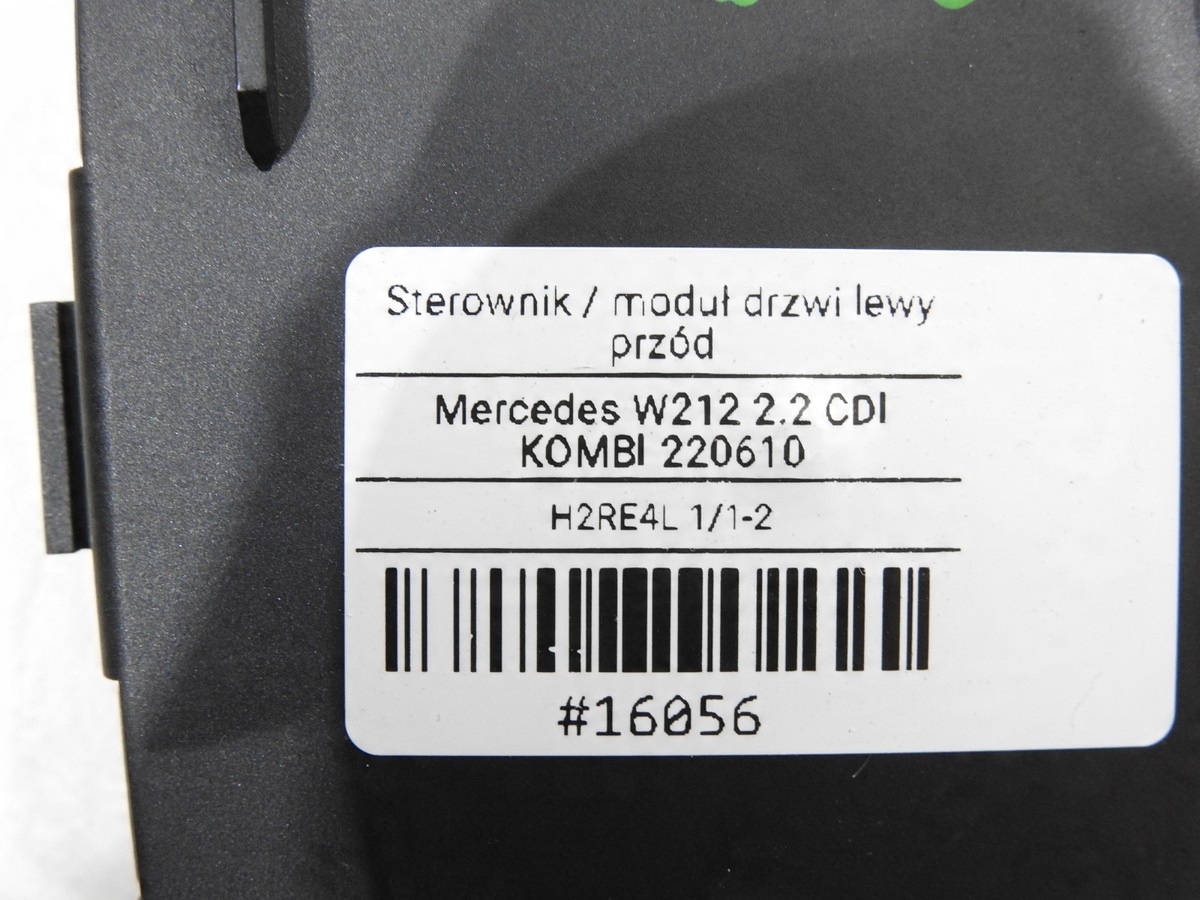 Sterownik / moduł drzwi lewy
przód
Mercedes W212 2.2 CDI
KOMBI 220610
H2RE4L 1/1-2
#16056